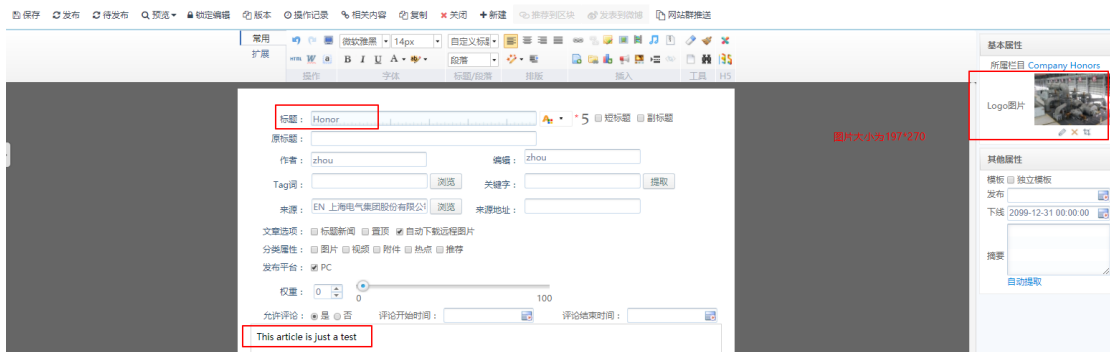 保存 发布 待发布 预览 锁定编辑 版本 操作记录 相关内容 复制 关闭 新建 推荐到区块 发表到微博 网站群推送
常用 微软雅黑 14px 自定义标题
扩展 HTML W a B I U A 段落
操作 字体 标题/段落 排版 插入 工具 H5
基本属性
所属栏目 Company Honors
Logo图片
图片大小为197*270
标题： Honor * 5 短标题 副标题
原标题：
作者： zhou 编辑： zhou
Tag词： 浏览 关键字： 提取
来源： EN 上海电气集团股份有限公司 浏览 来源地址：
文章选项： 标题新闻 置顶 自动下载远程图片
分类属性： 图片 视频 附件 热点 推荐
发布平台： PC
权重： 0 0 100
允许评论： 是 否 评论开始时间： 评论结束时间：
This article is just a test
其他属性
模板 独立模板
发布
下线 2099-12-31 00:00:00
摘要
自动提取